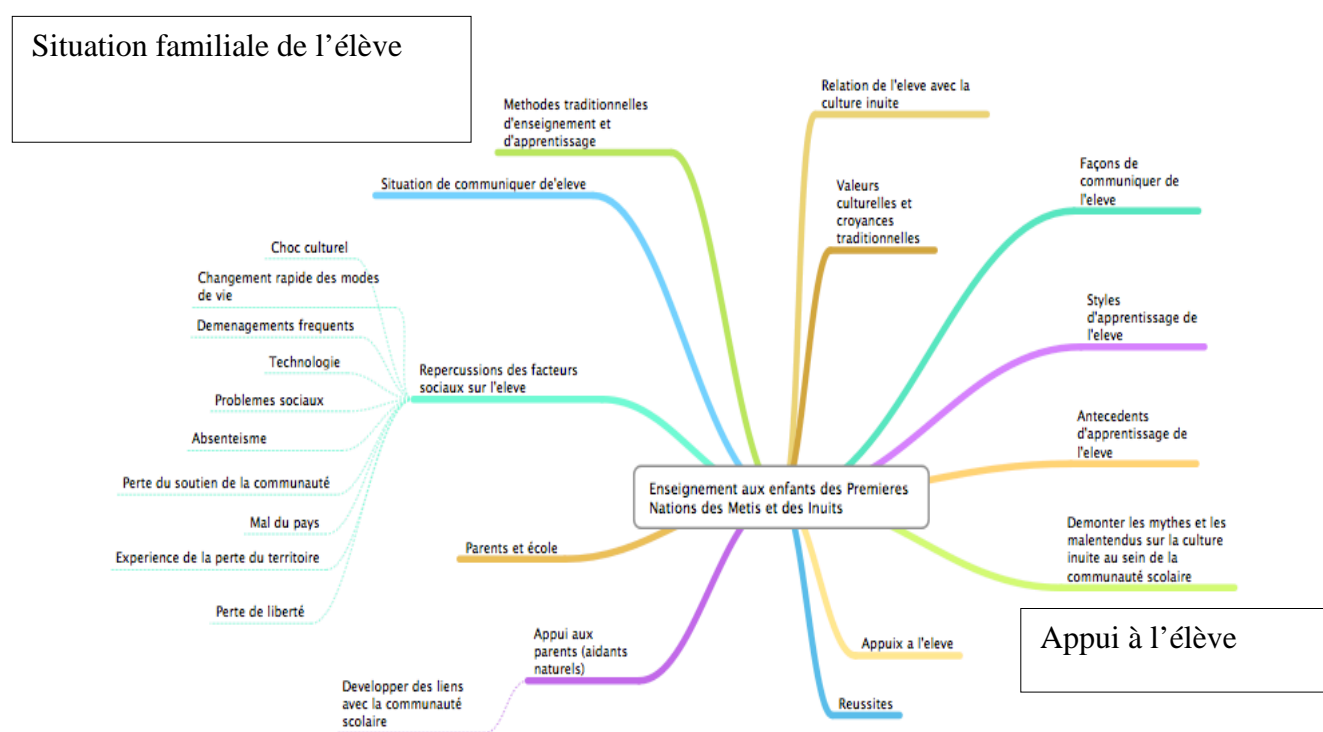 Situation familiale de l'élève
Relation de l'eleve avec la
culture inuite
Methodes traditionnelles
d'enseignement et
d'apprentissage
Façons de
communiquer de
l'eleve
Situation de communiquer de'eleve
Valeurs
culturelles et
croyances
traditionnelles
Choc culturel
Changement rapide des modes
de vie
Demenagements frequents
Technologie
Problemes sociaux
Absenteisme
Perte du soutien de la communauté
Mal du pays
Experience de la perte du territoire
Perte de liberté
Repercussions des facteurs
sociaux sur l'eleve
Styles
d'apprentissage de
l'eleve
Antecedents
d'apprentissage de
l'eleve
Enseignement aux enfants des Premieres
Nations des Metis et des Inuits
Demonter les mythes et les
malentendus sur la culture
inuite au sein de la
communauté scolaire
Parents et école
Appui aux
parents (aidants
naturels)
Developper des liens
avec la communauté
scolaire
Appuix a l'eleve
Appui à l'élève
Reussites